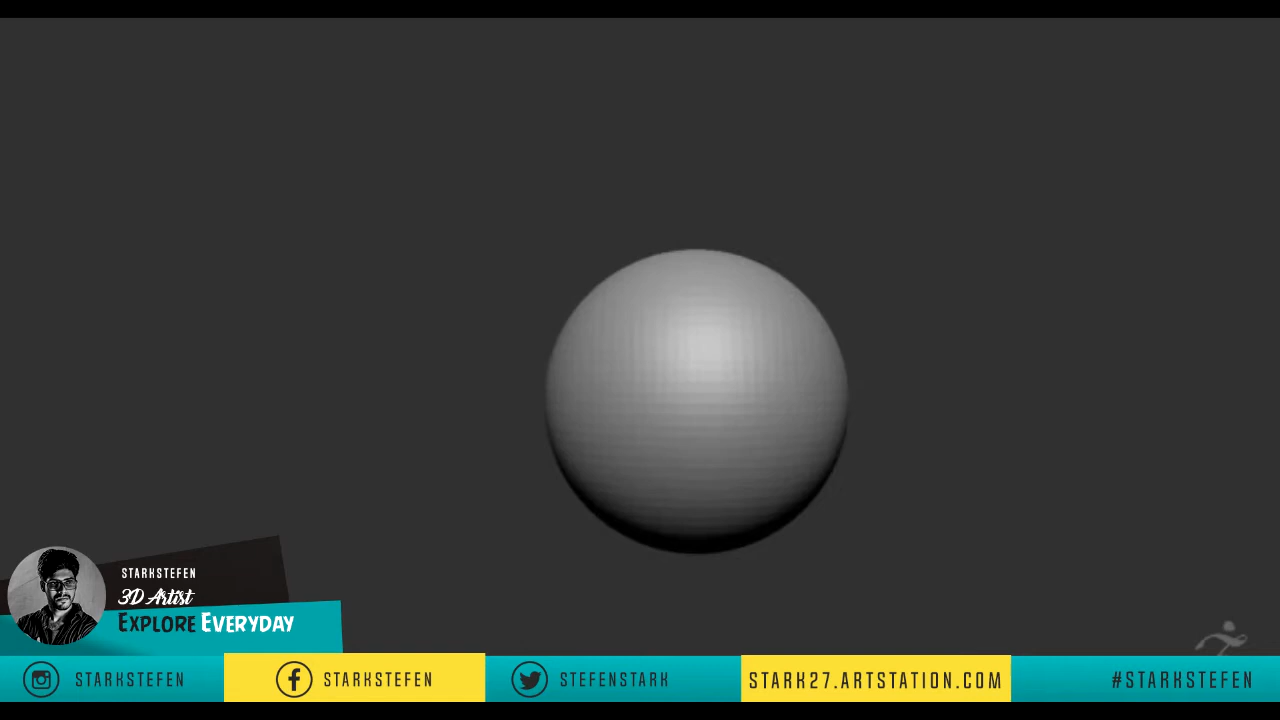 STARKSTEFEN
3D Artist
EXPLORE EVERYDAY
STARKSTEFEN
STARKSTEFEN
STEFENSTARK
STARK27.ARTSTATION.COM
#STARKSTEFEN